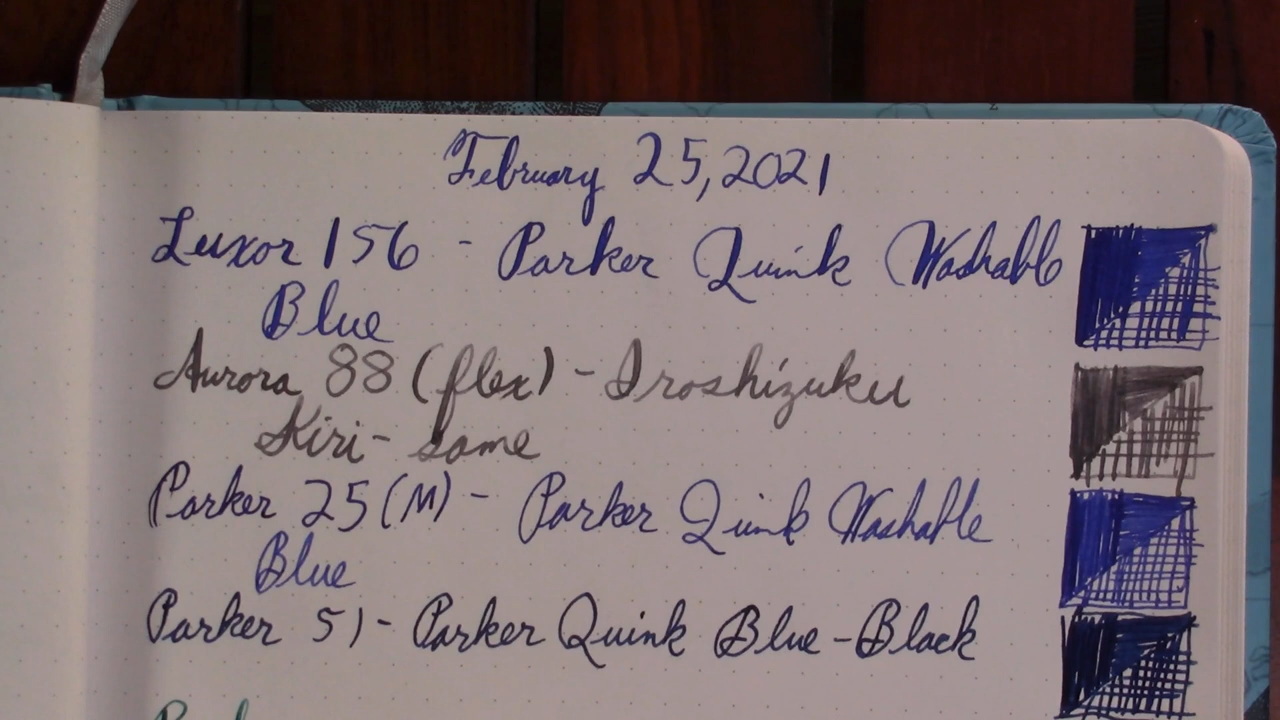 February 25, 2021
Luxor 156 - Parker Quink Washable
Blue
Aurora 88 (flex) - Iroshizuku
Kiri-same
Parker 25 (M) - Parker Quink Washable
Blue
Parker 51 - Parker Quink Blue-Black